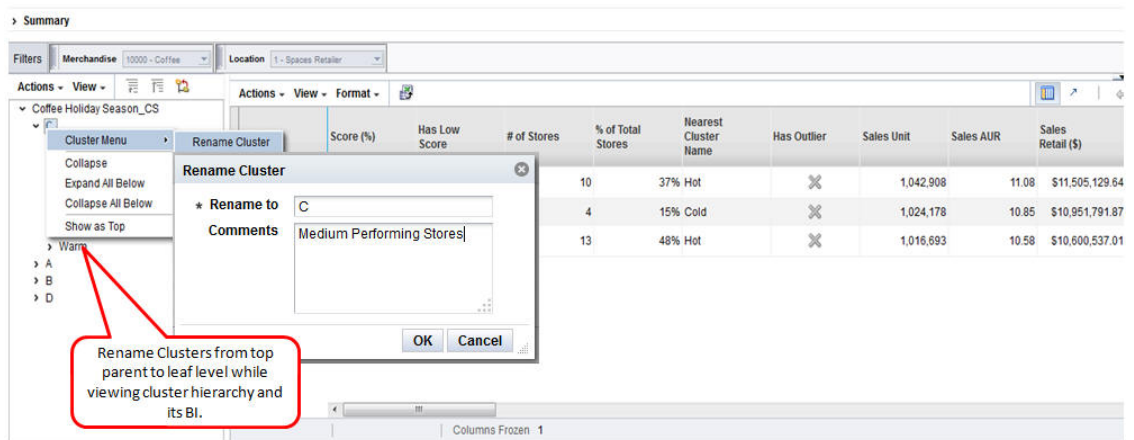 Summary
Filters Merchandise 10000 - Coffee Location 1 - Spaces Retailer
Actions View
Actions View Format
Coffee Holiday Season_CS
C
Cluster Menu
Rename Cluster
Collapse
Expand All Below
Collapse All Below
Show as Top
Warm
A
B
D
Score (%) Has Low Score # of Stores % of Total Stores Nearest Cluster Name Has Outlier Sales Unit Sales AUR Sales Retail ($)
10 37% Hot 1,042,908 11.08 $11,505,129.64
4 15% Cold 1,024,178 10.85 $10,951,791.87
13 48% Hot 1,016,693 10.58 $10,600,537.01
Rename Cluster
* Rename to C
Comments Medium Performing Stores
OK Cancel
Rename Clusters from top
parent to leaf level while
viewing cluster hierarchy and
its BI.
Columns Frozen 1